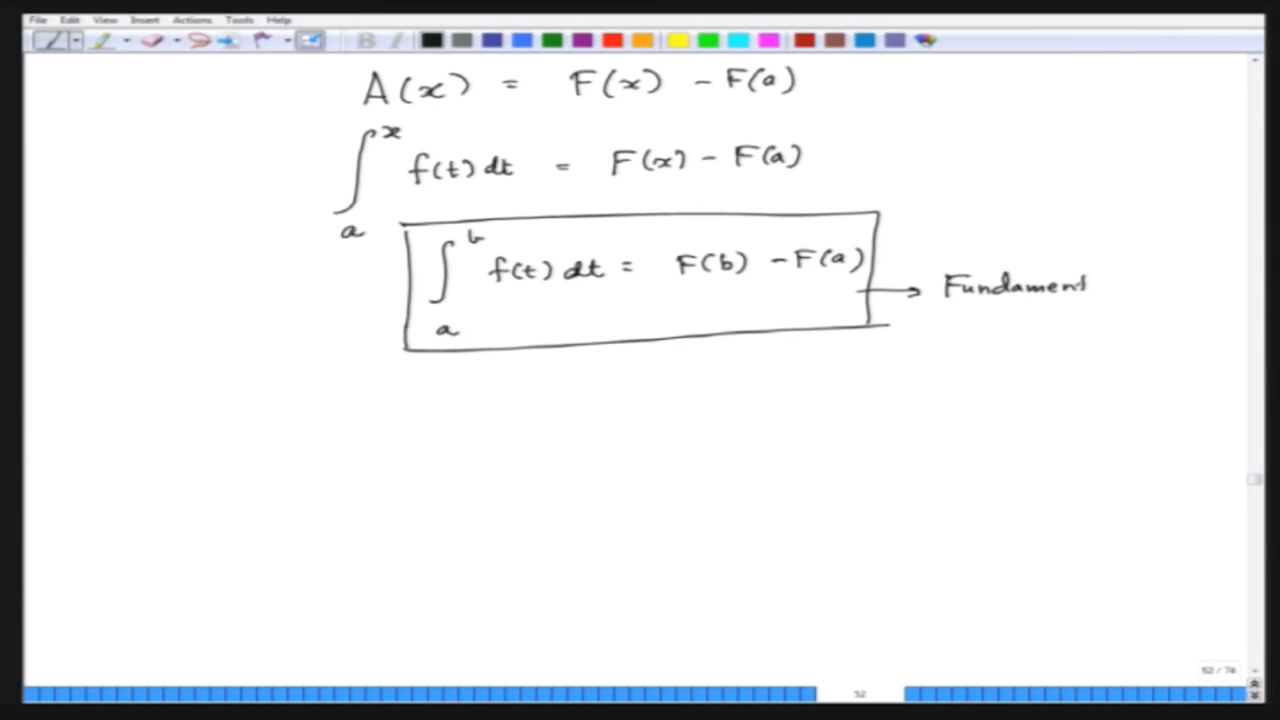 File Edit View Insert Actions Tools Help
A(x) = F(x) - F(a)
∫ₐˣ f(t) dt = F(x) - F(a)
∫ₐᵇ f(t) dt = F(b) - F(a) → Fundament
52 / 74
52